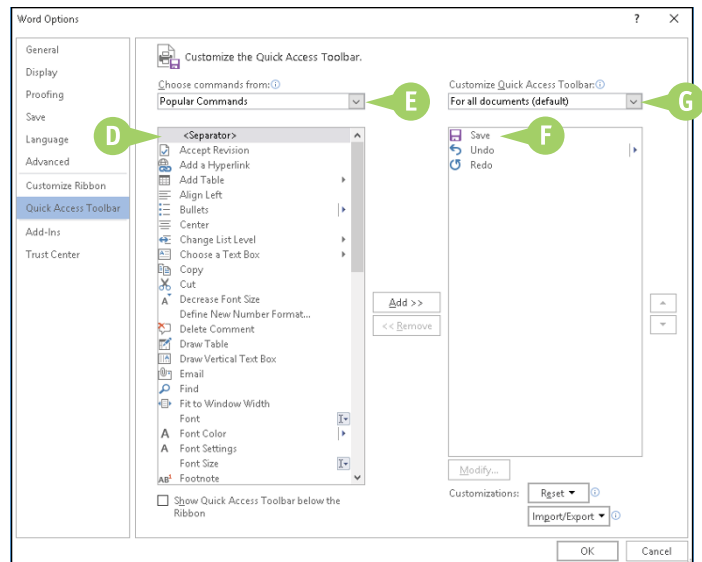 Word Options
?
General
Display
Proofing
Save
Language
Advanced
Customize Ribbon
Quick Access Toolbar
Add-Ins
Trust Center
Customize the Quick Access Toolbar.
Choose commands from:
Popular Commands
E
D
<Separator>
Accept Revision
Add a Hyperlink
Add Table
Align Left
Bullets
Center
Change List Level
Choose a Text Box
Copy
Cut
Decrease Font Size
Define New Number Format...
Delete Comment
Draw Table
Draw Vertical Text Box
Email
Find
Fit to Window Width
Font
Font Color
Font Settings
Font Size
Footnote
Show Quick Access Toolbar below the
Ribbon
Add >>
<< Remove
Customize Quick Access Toolbar:
For all documents (default)
G
Save
F
Undo
Redo
Modify...
Customizations:
Reset
Import/Export
OK
Cancel